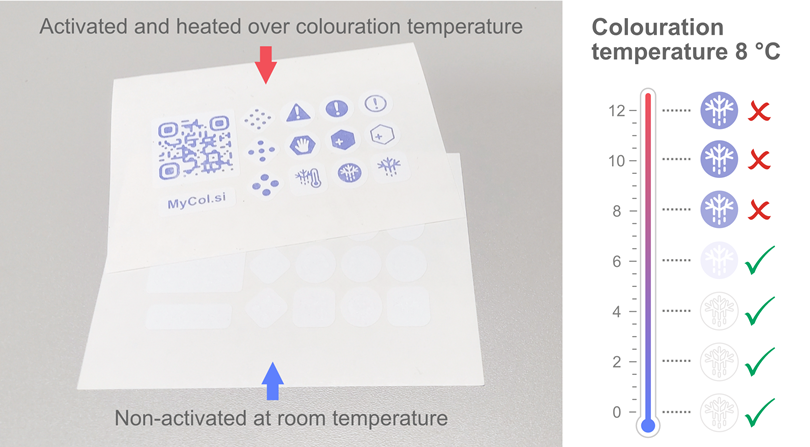 Activated and heated over colouration temperature
MyCol.si
Non-activated at room temperature
Colouration
temperature 8 °C
12
10
8
6
4
2
0